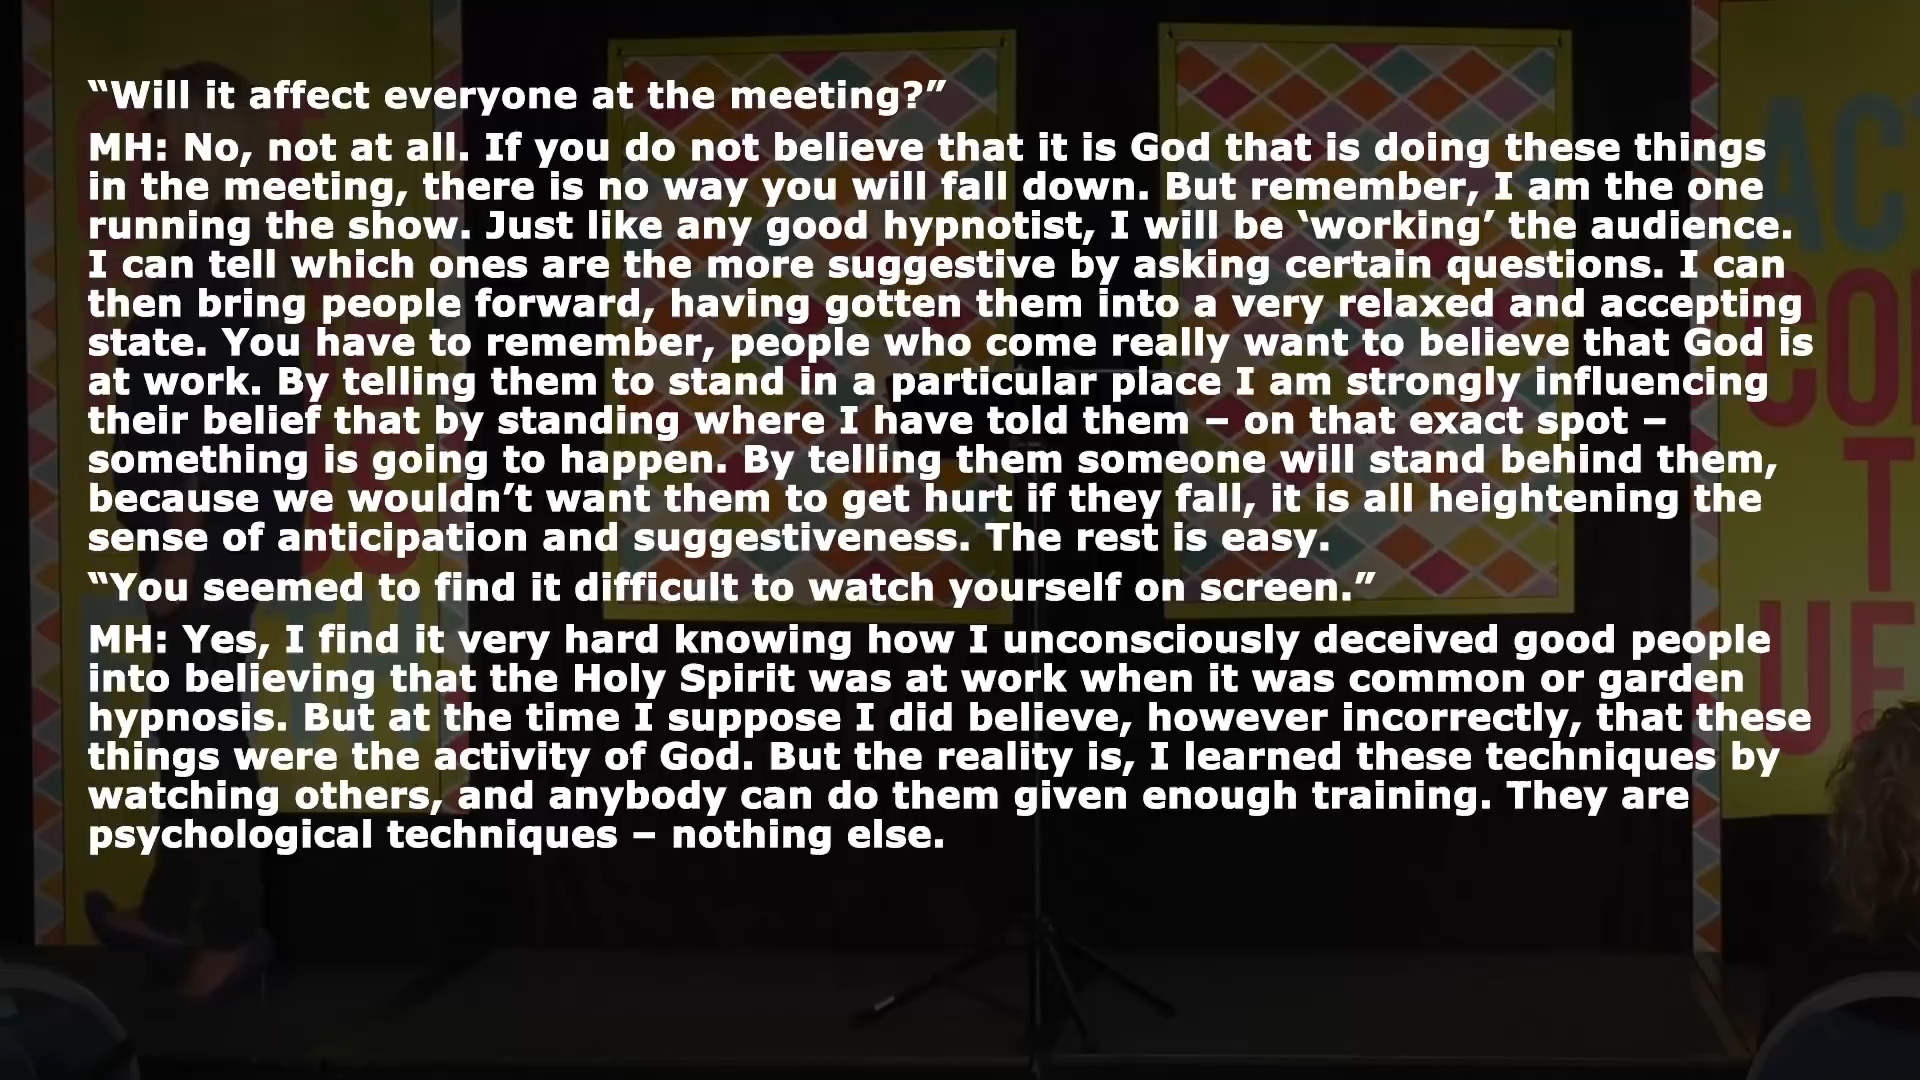 “Will it affect everyone at the meeting?”
MH: No, not at all. If you do not believe that it is God that is doing these things
in the meeting, there is no way you will fall down. But remember, I am the one
running the show. Just like any good hypnotist, I will be ‘working’ the audience.
I can tell which ones are the more suggestive by asking certain questions. I can
then bring people forward, having gotten them into a very relaxed and accepting
state. You have to remember, people who come really want to believe that God is
at work. By telling them to stand in a particular place I am strongly influencing
their belief that by standing where I have told them – on that exact spot –
something is going to happen. By telling them someone will stand behind them,
because we wouldn’t want them to get hurt if they fall, it is all heightening the
sense of anticipation and suggestiveness. The rest is easy.
“You seemed to find it difficult to watch yourself on screen.”
MH: Yes, I find it very hard knowing how I unconsciously deceived good people
into believing that the Holy Spirit was at work when it was common or garden
hypnosis. But at the time I suppose I did believe, however incorrectly, that these
things were the activity of God. But the reality is, I learned these techniques by
watching others, and anybody can do them given enough training. They are
psychological techniques – nothing else.